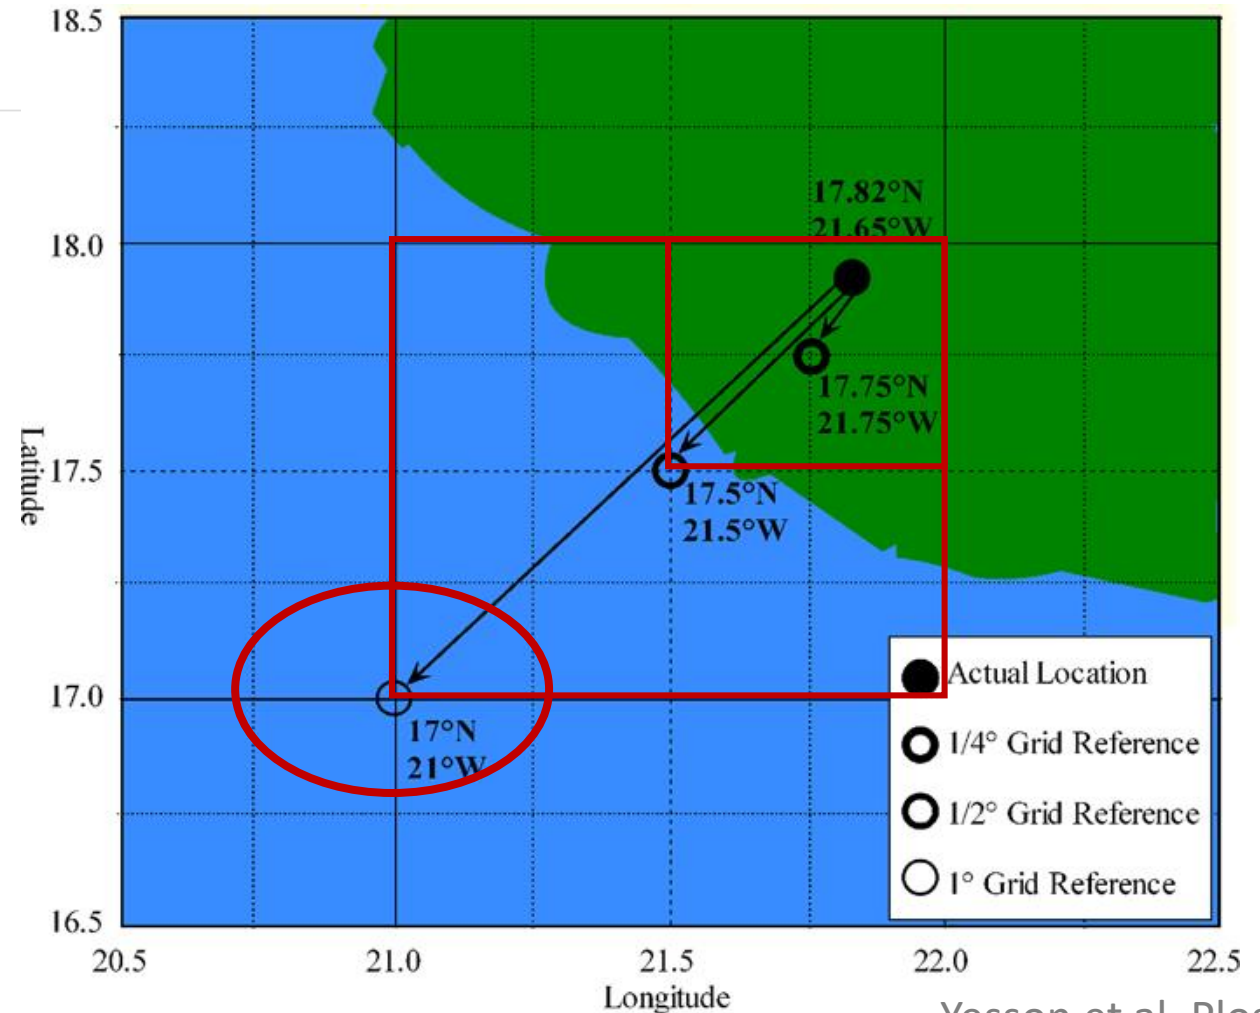 18.5
17.82°N
21.65°W
18.0
17.75°N
21.75°W
Latitude
17.5
17.5°N
21.5°W
Actual Location
17.0
17°N
21°W
1/4° Grid Reference
1/2° Grid Reference
1° Grid Reference
16.5
20.5
21.0
21.5
22.0
22.5
Longitude